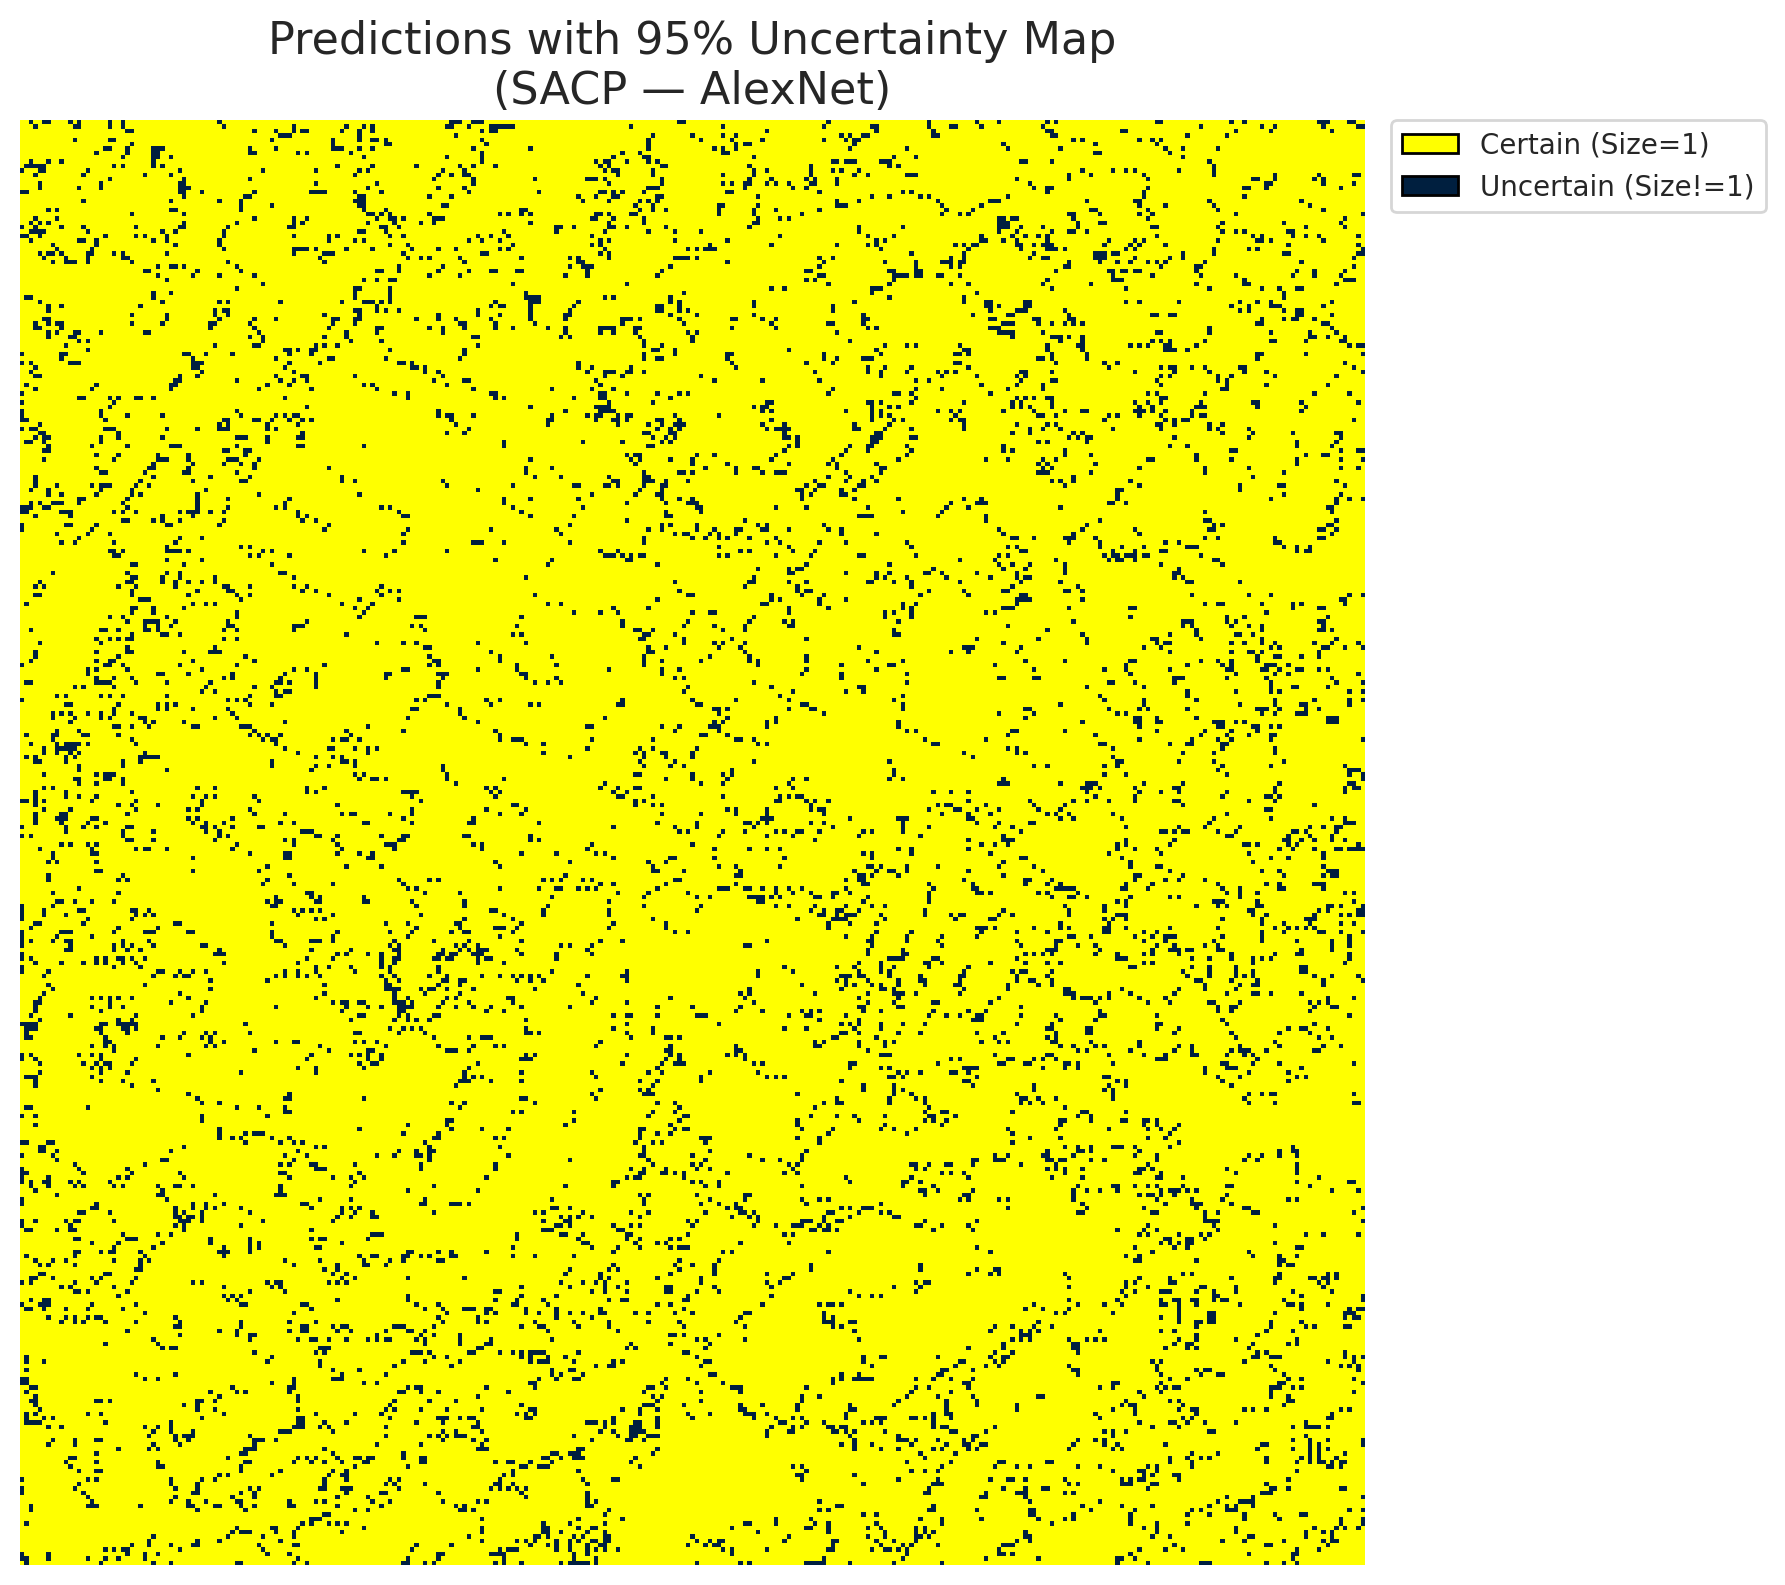 Predictions with 95% Uncertainty Map
(SACP — AlexNet)
Certain (Size=1)
Uncertain (Size!=1)